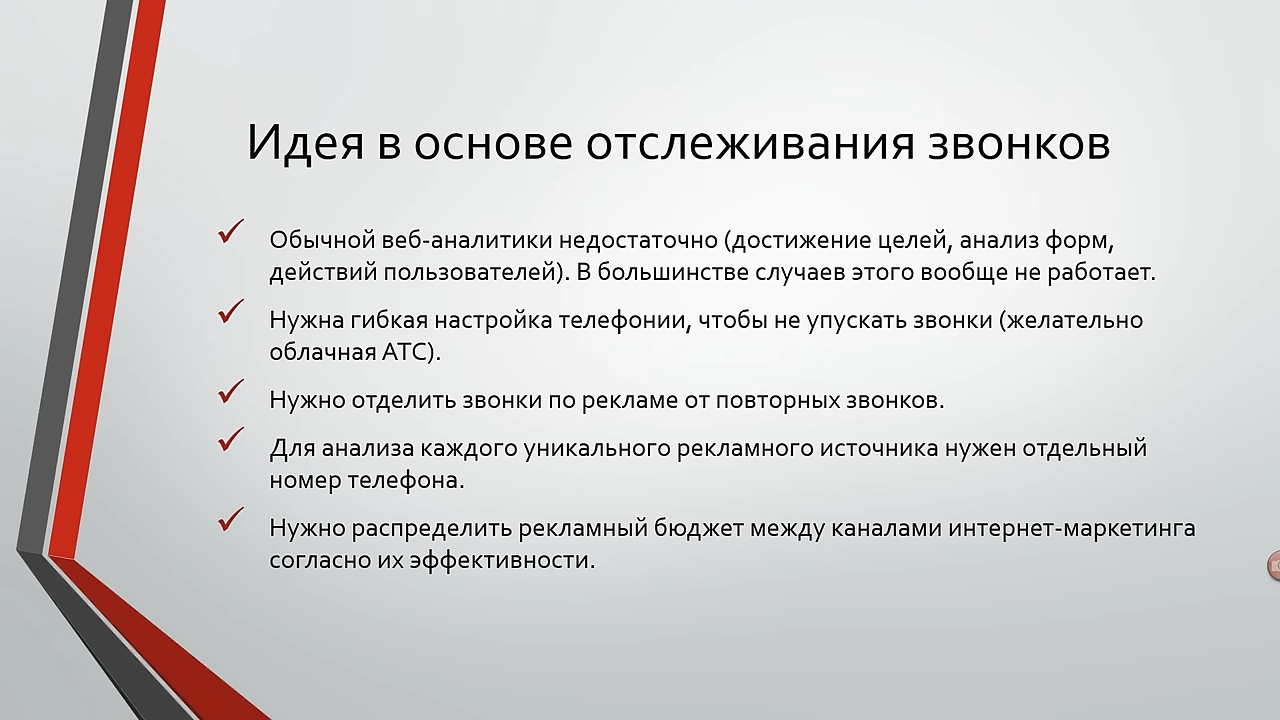 Идея в основе отслеживания звонков
Обычной веб-аналитики недостаточно (достижение целей, анализ форм,
действий пользователей). В большинстве случаев этого вообще не работает.
Нужна гибкая настройка телефонии, чтобы не упускать звонки (желательно
облачная АТС).
Нужно отделить звонки по рекламе от повторных звонков.
Для анализа каждого уникального рекламного источника нужен отдельный
номер телефона.
Нужно распределить рекламный бюджет между каналами интернет-маркетинга
согласно их эффективности.